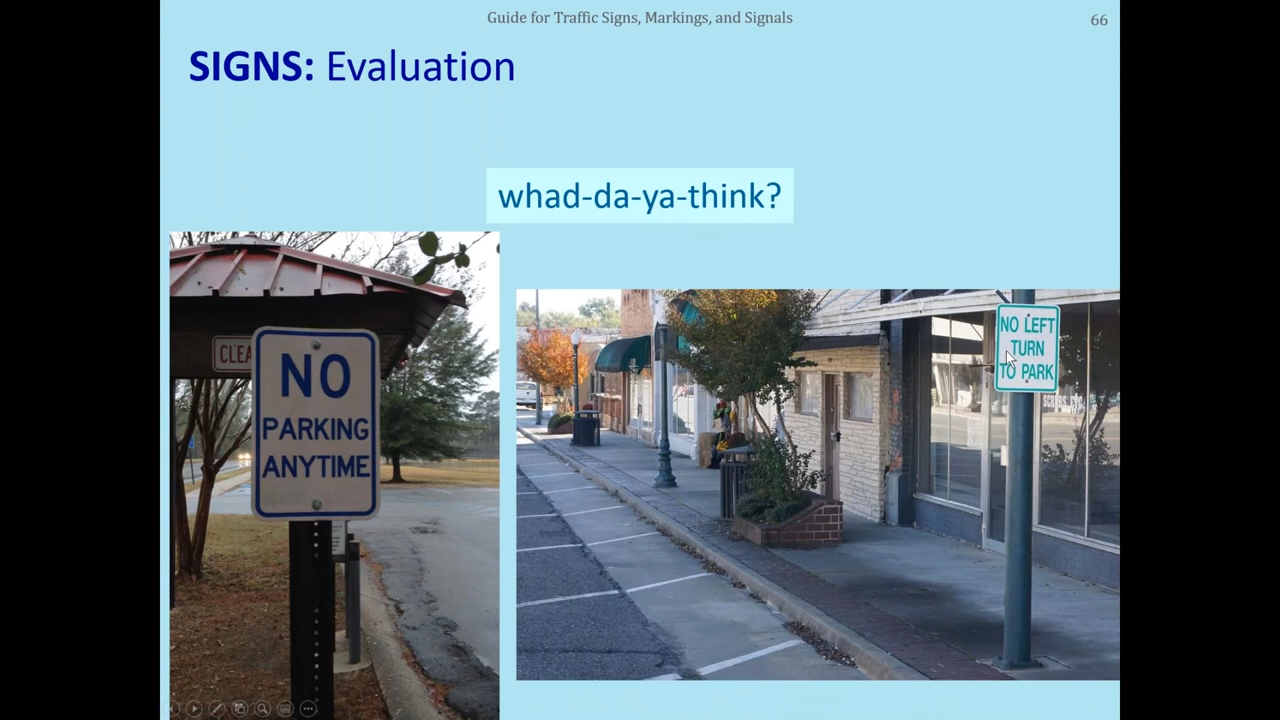 Guide for Traffic Signs, Markings, and Signals
66
SIGNS: Evaluation
whad-da-ya-think?
NO
PARKING
ANYTIME
NO LEFT
TURN
TO PARK